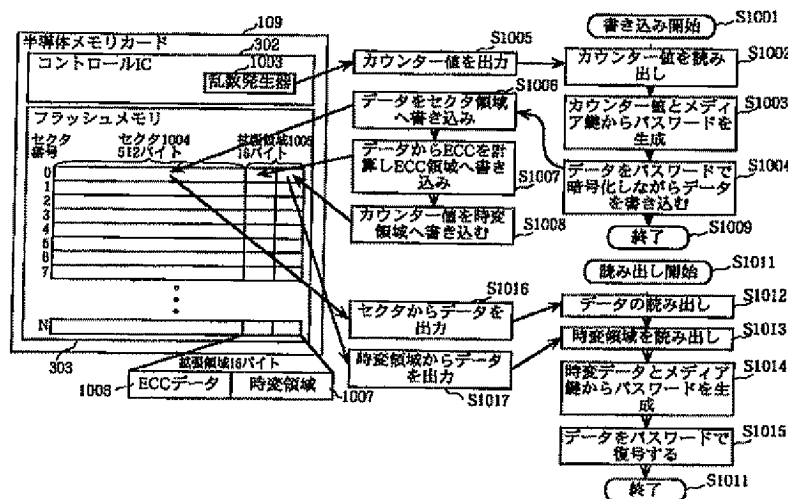 109
半導体メモリカード
302
コントロールIC
1003
乱数発生器
フラッシュメモリ
セクタ
番号
セクタ1004
512バイト
拡張領域1005
16バイト
0
1
2
3
4
5
6
7
N
303
拡張領域16バイト
1006
ECCデータ
時変領域
1007
S1005
カウンター値を出力
S1006
データをセクタ領域
へ書き込み
データからECCを計
算しECC領域へ書き
込み
S1007
カウンター値を時変
領域へ書き込む
S1008
書き込み開始
S1001
カウンター値を読み
出し
S1002
カウンター値とメディ
ア鍵からパスワードを
生成
S1003
データをパスワードで
暗号化しながらデータ
を書き込む
S1004
終了
S1009
読み出し開始
S1011
S1016
セクタからデータを
出力
データの読み出し
S1012
時変領域を読み出し
S1013
時変領域からデータ
を出力
S1017
時変データとメディア
鍵からパスワードを生
成
S1014
データをパスワードで
復号する
S1015
終了
S1011